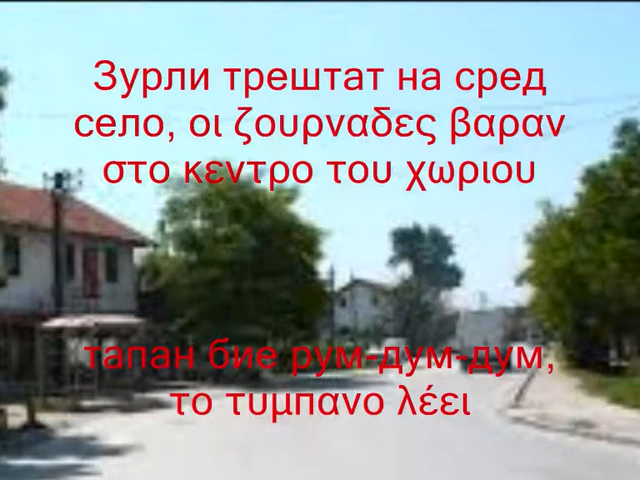 Зурли трештат на сред
село, οι ζουρναδες βαραν
στο κεντρο του χωριου
тапан бие рум-дум-дум,
το τυμπανο λέει